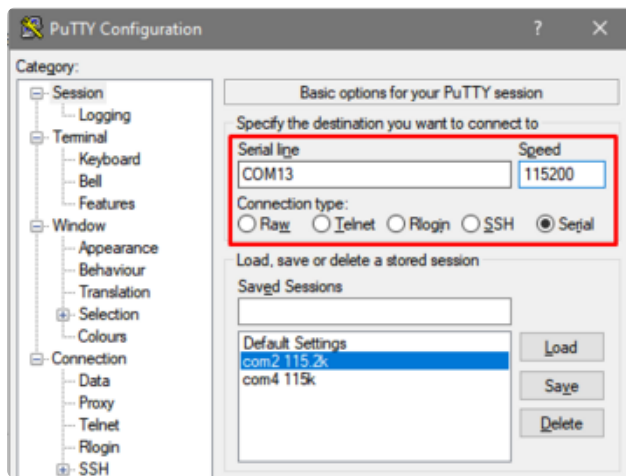 PuTTY Configuration ? ×
Category:
Session
Logging
Terminal
Keyboard
Bell
Features
Window
Appearance
Behaviour
Translation
Selection
Colours
Connection
Data
Proxy
Telnet
Rlogin
SSH
Basic options for your PuTTY session
Specify the destination you want to connect to
Serial line Speed
COM13 115200
Connection type:
Raw Telnet Rlogin SSH Serial
Load, save or delete a stored session
Saved Sessions
Default Settings
com2 115.2k
com4 115k
Load
Save
Delete